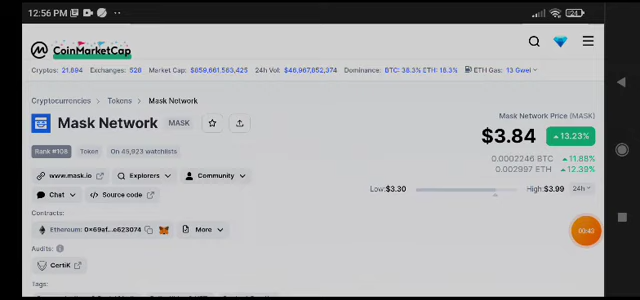 12:56 PM
24
CoinMarketCap
Cryptos: 21,894 Exchanges: 528 Market Cap: $859,661,563,425 24h Vol: $46,967,852,374 Dominance: BTC: 38.3% ETH: 18.3% ETH Gas: 13 Gwei
Cryptocurrencies > Tokens > Mask Network
Mask Network MASK
Rank #108 Token On 45,923 watchlists
www.mask.io Explorers Community
Chat Source code
Contracts:
Ethereum: 0x69af...e623074 More
Audits:
CertiK
Tags:
Mask Network Price (MASK)
$3.84 13.23%
0.0002246 BTC 11.88%
0.002997 ETH 12.39%
Low: $3.30 High: $3.99 24h
00:43